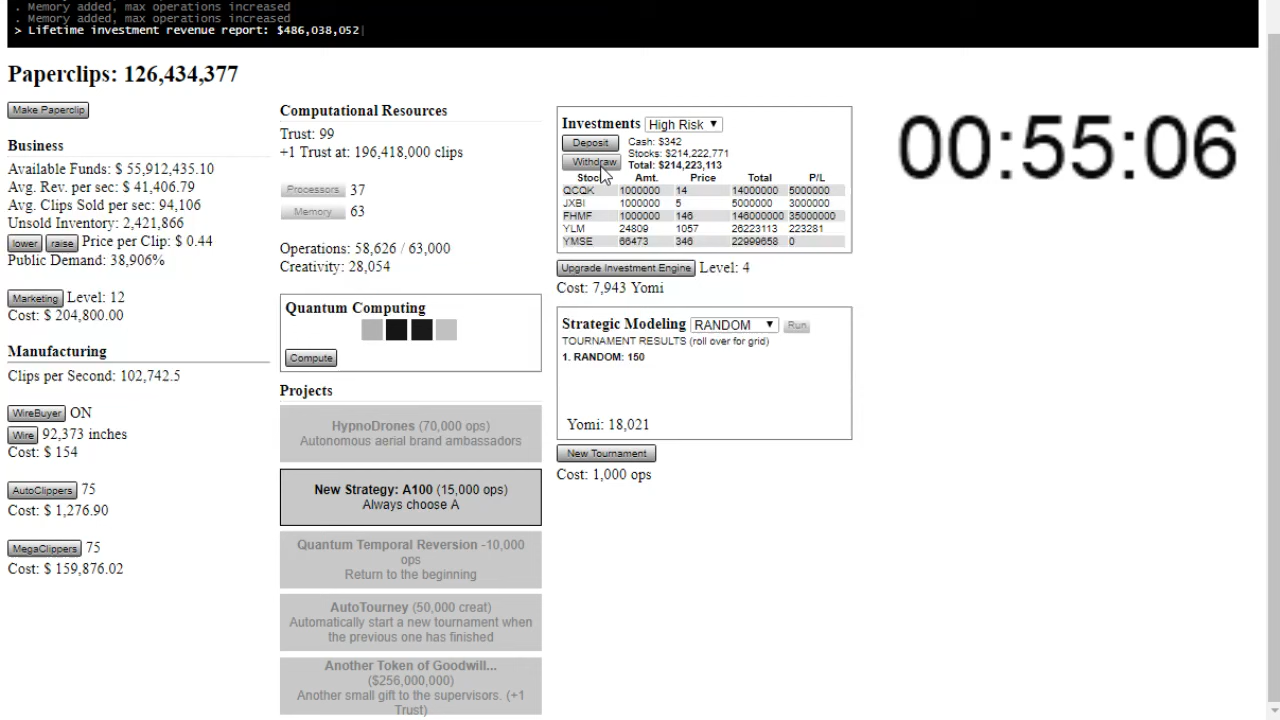 . Memory added, max operations increased
. Memory added, max operations increased
> Lifetime investment revenue report: $486,038,052
Paperclips: 126,434,377
Make Paperclip
Business
Available Funds: $ 55,912,435.10
Avg. Rev. per sec: $ 41,406.79
Avg. Clips Sold per sec: 94,106
Unsold Inventory: 2,421,866
lower raise Price per Clip: $ 0.44
Public Demand: 38,906%
Marketing Level: 12
Cost: $ 204,800.00
Manufacturing
Clips per Second: 102,742.5
WireBuyer ON
Wire 92,373 inches
Cost: $ 154
AutoClippers 75
Cost: $ 1,276.90
MegaClippers 75
Cost: $ 159,876.02
Computational Resources
Trust: 99
+1 Trust at: 196,418,000 clips
Processors 37
Memory 63
Operations: 58,626 / 63,000
Creativity: 28,054
Quantum Computing
Compute
Projects
HypnoDrones (70,000 ops)
Autonomous aerial brand ambassadors
New Strategy: A100 (15,000 ops)
Always choose A
Quantum Temporal Reversion -10,000
ops
Return to the beginning
AutoTourney (50,000 creat)
Automatically start a new tournament when
the previous one has finished
Another Token of Goodwill...
($256,000,000)
Another small gift to the supervisors. (+1
Trust)
Investments High Risk
Deposit Cash: $342
Stocks: $214,222,771
Withdraw Total: $214,223,113
Stock Amt. Price Total P/L
QCQK 1000000 14 14000000 5000000
JXBI 1000000 5 5000000 3000000
FHMF 1000000 146 146000000 35000000
YLM 24809 1057 26223113 223281
YMSE 66473 346 22999658 0
Upgrade Investment Engine Level: 4
Cost: 7,943 Yomi
Strategic Modeling RANDOM Run
TOURNAMENT RESULTS (roll over for grid)
1. RANDOM: 150
Yomi: 18,021
New Tournament
Cost: 1,000 ops
00:55:06